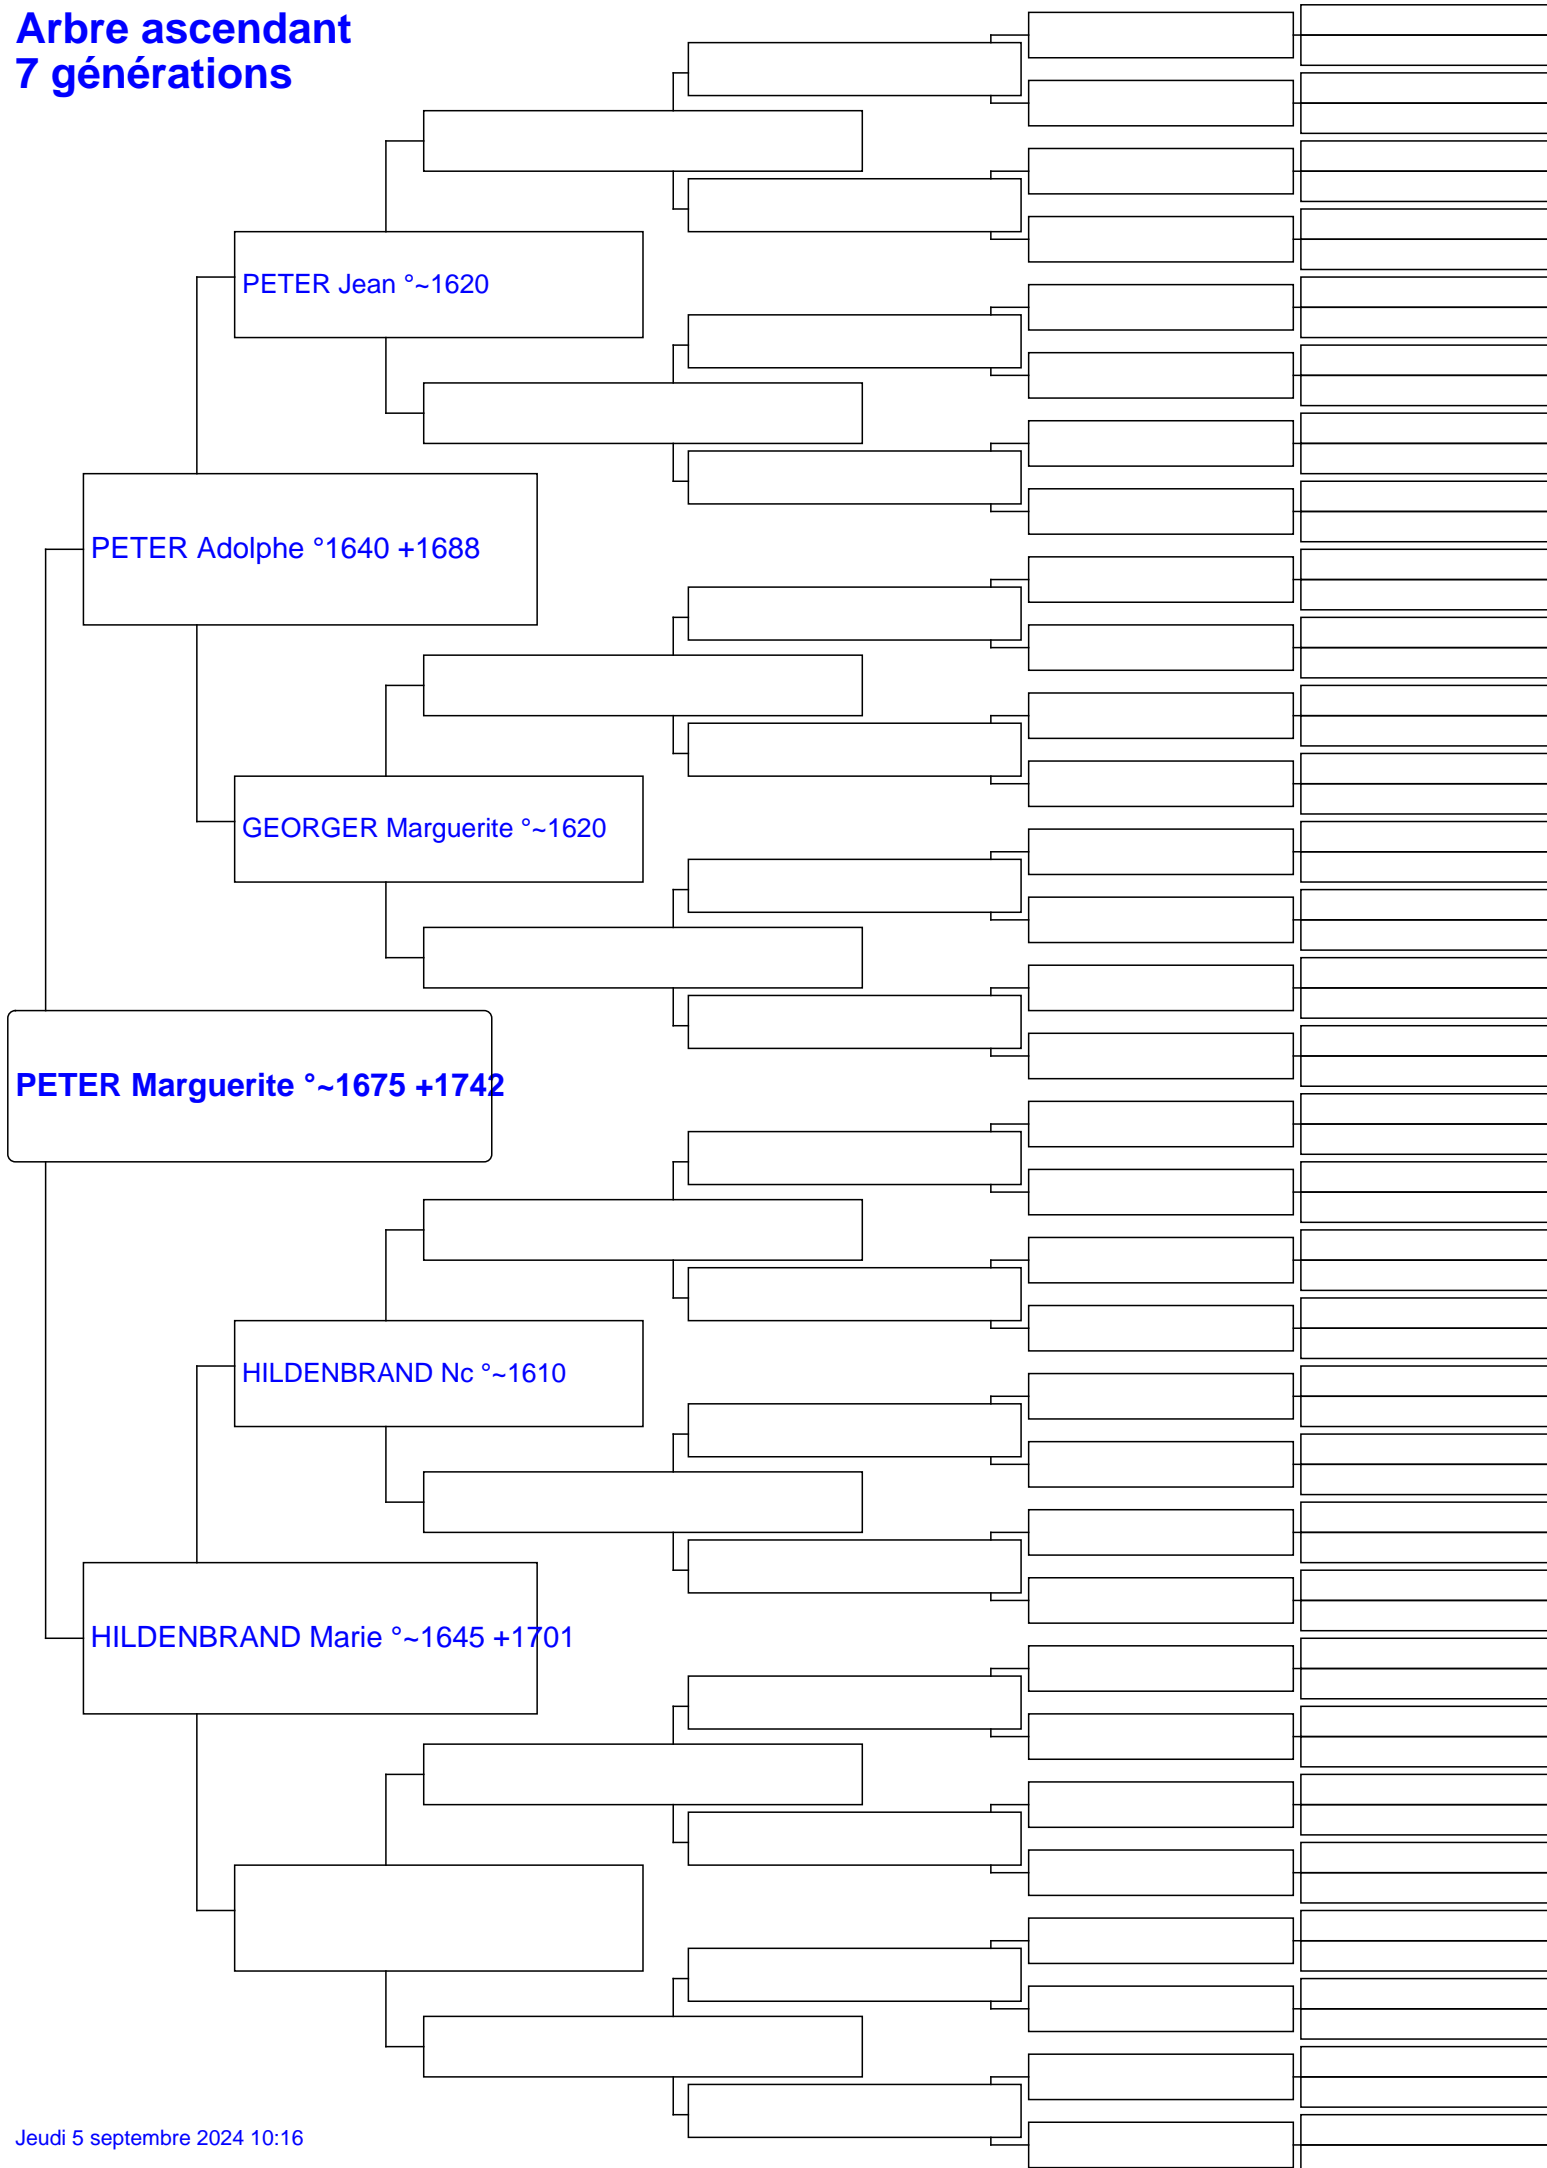 Arbre ascendant
7 générations
PETER Jean °~1620
PETER Adolphe °1640 +1688
GEORGER Marguerite °~1620
PETER Marguerite °~1675 +1742
HILDENBRAND Nc °~1610
HILDENBRAND Marie °~1645 +1701
Jeudi 5 septembre 2024 10:16